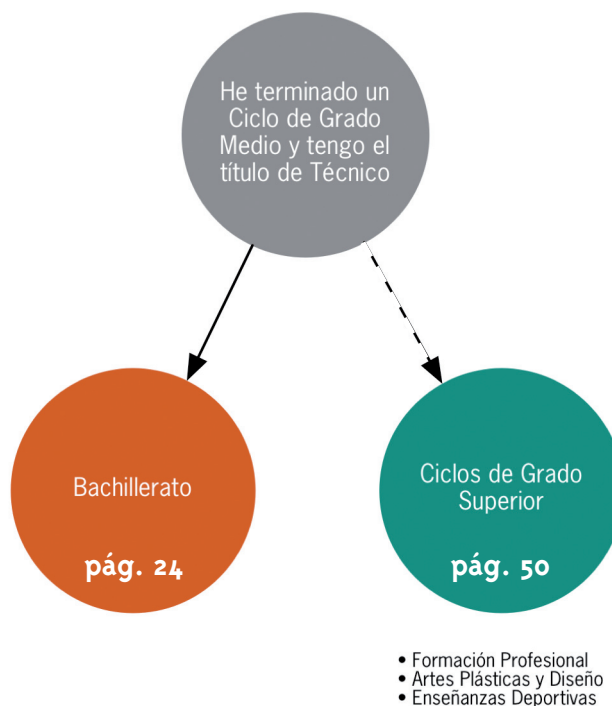 He terminado un
Ciclo de Grado
Medio y tengo el
título de Técnico
Bachillerato
pág. 24
Ciclos de Grado
Superior
pág. 50
• Formación Profesional
• Artes Plásticas y Diseño
• Enseñanzas Deportivas